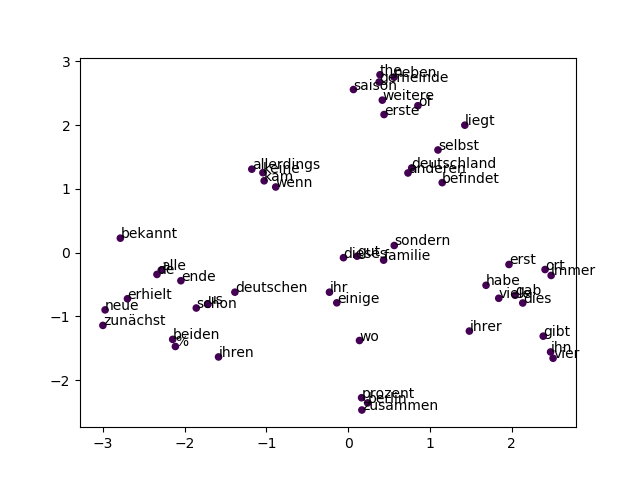 the
neben
gemeinde
saison
weitere
of
erste
liegt
selbst
allerdings
keine
deutschland
anderen
kam
wenn
befindet
bekannt
sondern
dieses
gut
familie
erst
ort
immer
alle
ende
habe
gab
viele
dies
erhielt
deutschen
ihr
einige
neue
schon
us
zunächst
beiden
%
ihren
wo
ihrer
gibt
ihn
vier
prozent
berlin
zusammen
3
2
1
0
−1
−2
−3
−2
−1
0
1
2